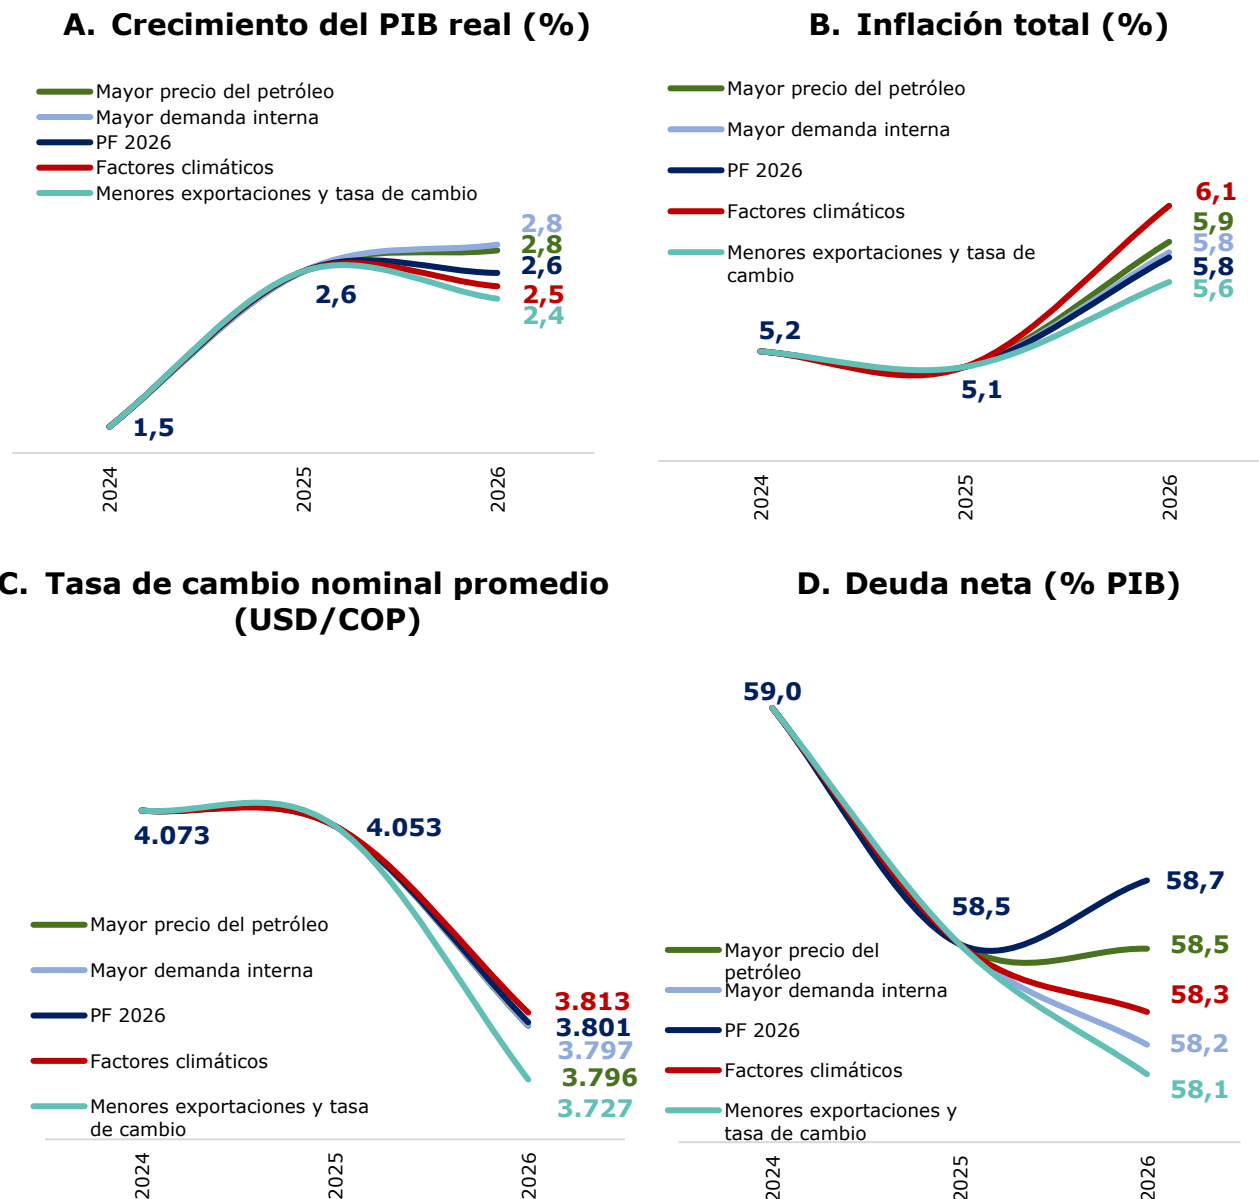 A. Crecimiento del PIB real (%)
Mayor precio del petróleo
Mayor demanda interna
PF 2026
Factores climáticos
Menores exportaciones y tasa de cambio
2,8
2,8
2,6
2,5
2,4
2,6
1,5
2024
2025
2026
B. Inflación total (%)
Mayor precio del petróleo
Mayor demanda interna
PF 2026
Factores climáticos
Menores exportaciones y tasa de
cambio
6,1
5,9
5,8
5,8
5,6
5,2
5,1
2024
2025
2026
C. Tasa de cambio nominal promedio
(USD/COP)
4.073
4.053
Mayor precio del petróleo
Mayor demanda interna
PF 2026
Factores climáticos
Menores exportaciones y tasa
de cambio
3.813
3.801
3.797
3.796
3.727
2024
2025
2026
D. Deuda neta (% PIB)
59,0
58,5
58,7
58,5
58,3
58,2
58,1
Mayor precio del
petróleo
Mayor demanda interna
PF 2026
Factores climáticos
Menores exportaciones y
tasa de cambio
2024
2025
2026